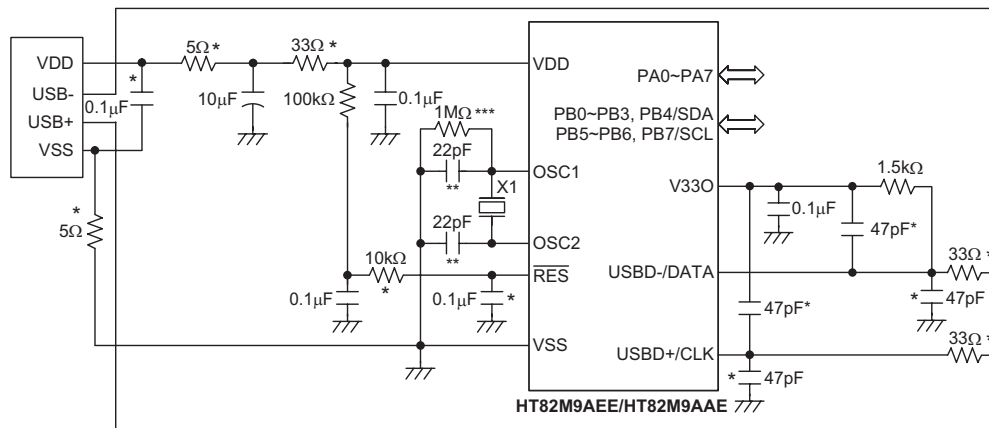 VDD
USB-
USB+
VSS
*
0.1µF
5Ω*
10µF
33Ω*
100kΩ
0.1µF
1MΩ***
22pF
**
X1
22pF
**
*
5Ω
10kΩ
*
0.1µF
0.1µF
*
VDD
OSC1
OSC2
RES
VSS
PA0~PA7
PB0~PB3, PB4/SDA
PB5~PB6, PB7/SCL
V33O
USBD-/DATA
USBD+/CLK
HT82M9AEE/HT82M9AAE
1.5kΩ
0.1µF
47pF*
33Ω*
*
47pF
47pF*
33Ω*
*
47pF